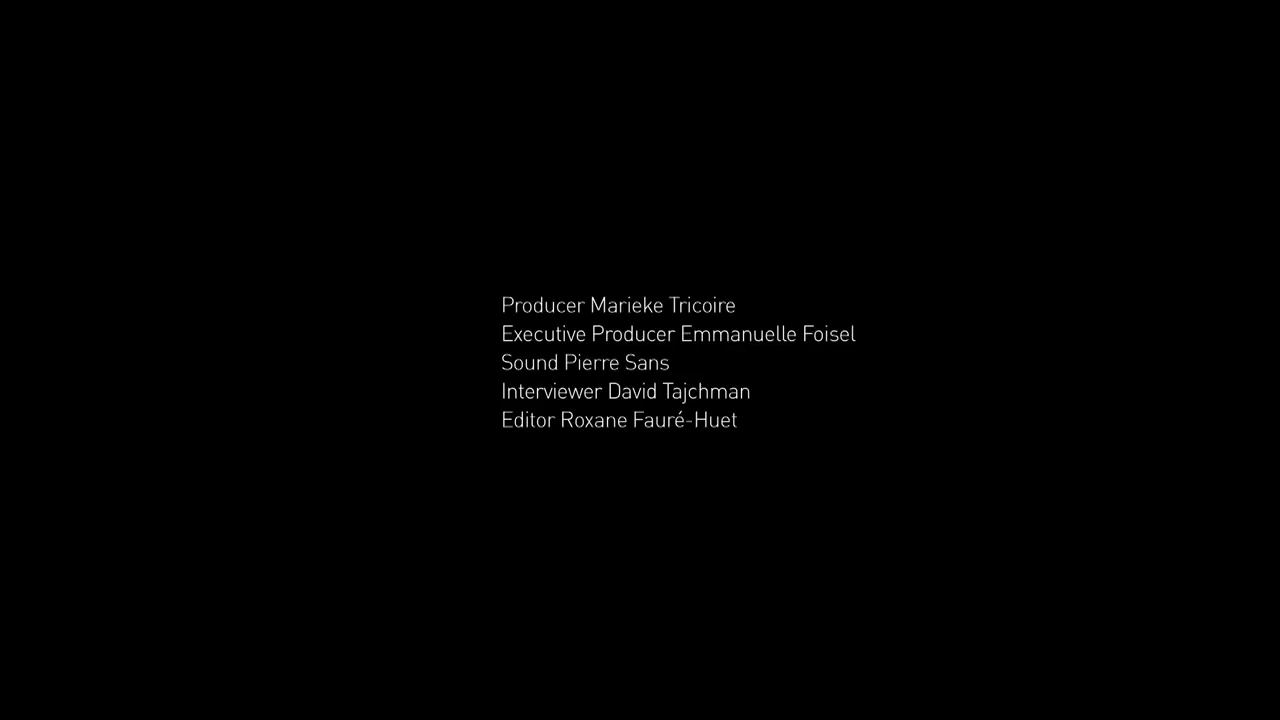 Producer Marieke Tricoire
Executive Producer Emmanuelle Foisel
Sound Pierre Sans
Interviewer David Tajchman
Editor Roxane Fauré-Huet